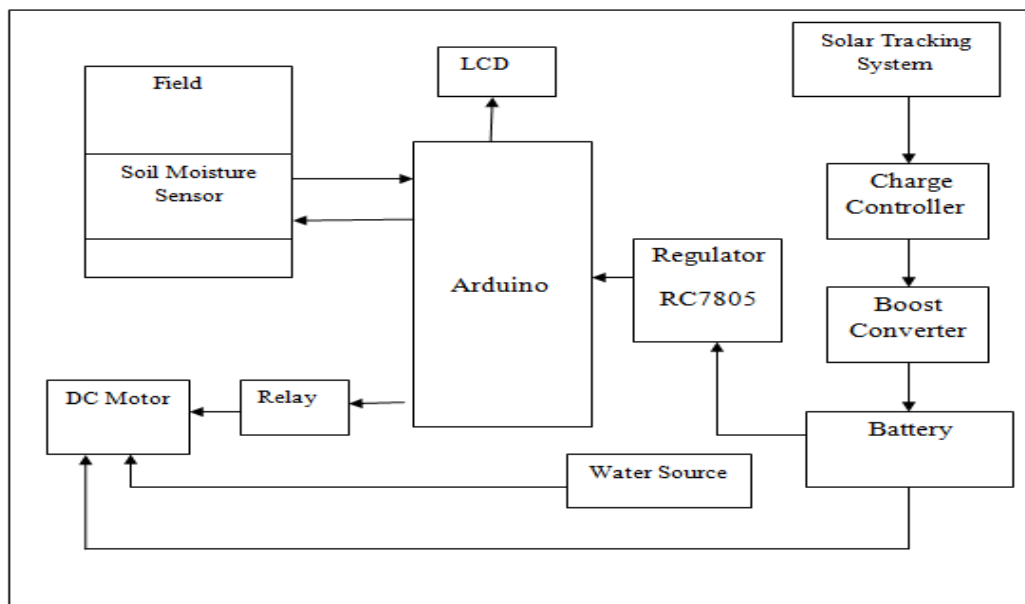 Field
Soil Moisture
Sensor
LCD
Solar Tracking
System
Charge
Controller
Arduino
Regulator
RC7805
Boost
Converter
DC Motor
Relay
Battery
Water Source